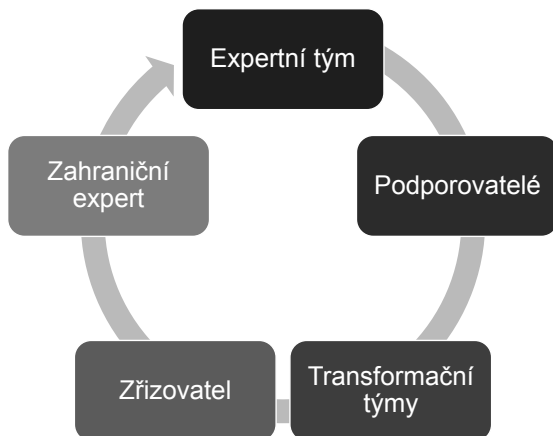 Expertní tým
Podporovatelé
Transformační
týmy
Zřizovatel
Zahraniční
expert